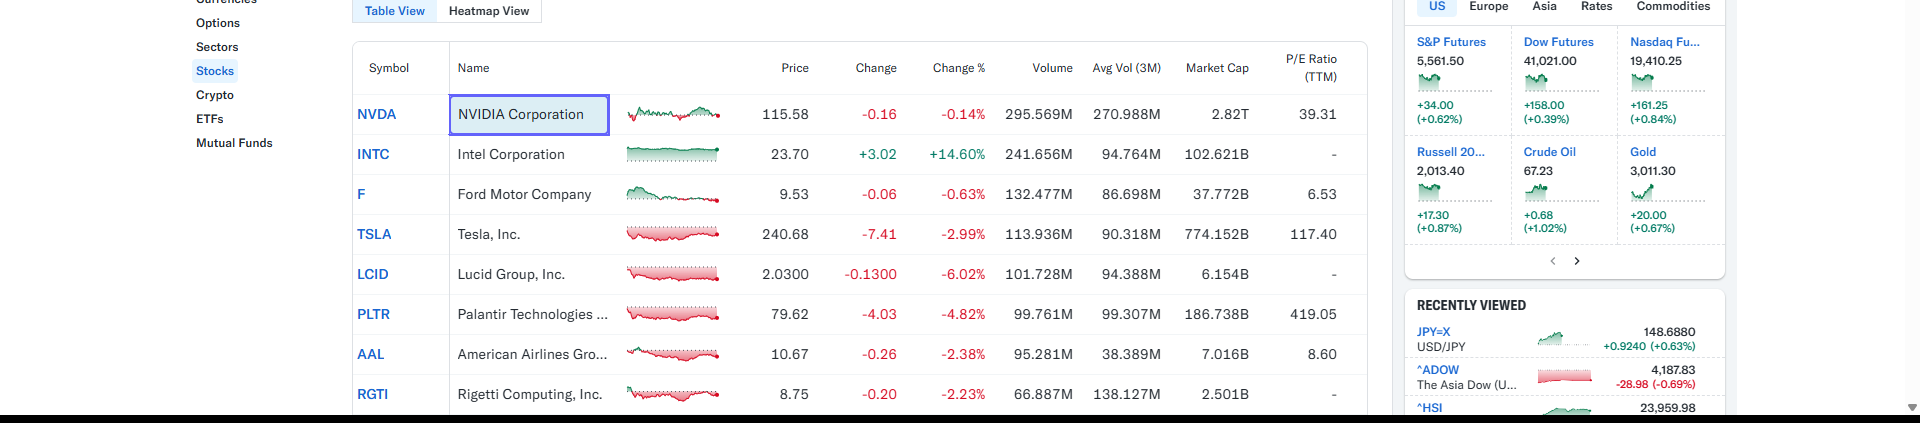 Options
Sectors
Stocks
Crypto
ETFs
Mutual Funds
Table View Heatmap View
Symbol Name Price Change Change % Volume Avg Vol (3M) Market Cap P/E Ratio (TTM)
NVDA NVIDIA Corporation 115.58 -0.16 -0.14% 295.569M 270.988M 2.82T 39.31
INTC Intel Corporation 23.70 +3.02 +14.60% 241.656M 94.764M 102.621B -
F Ford Motor Company 9.53 -0.06 -0.63% 132.477M 86.698M 37.772B 6.53
TSLA Tesla, Inc. 240.68 -7.41 -2.99% 113.936M 90.318M 774.152B 117.40
LCID Lucid Group, Inc. 2.0300 -0.1300 -6.02% 101.728M 94.388M 6.154B -
PLTR Palantir Technologies ... 79.62 -4.03 -4.82% 99.761M 99.307M 186.738B 419.05
AAL American Airlines Gro... 10.67 -0.26 -2.38% 95.281M 38.389M 7.016B 8.60
RGTI Rigetti Computing, Inc. 8.75 -0.20 -2.23% 66.887M 138.127M 2.501B -
US Europe Asia Rates Commodities
S&P Futures Dow Futures Nasdaq Fu...
5,561.50 41,021.00 19,410.25
+34.00 +158.00 +161.25
(+0.62%) (+0.39%) (+0.84%)
Russell 20... Crude Oil Gold
2,013.40 67.23 3,011.30
+17.30 +0.68 +20.00
(+0.87%) (+1.02%) (+0.67%)
RECENTLY VIEWED
JPY=X 148.6880
USD/JPY +0.9240 (+0.63%)
^ADOW 4,187.83
The Asia Dow (U... -28.98 (-0.69%)
^HSI 23,959.98